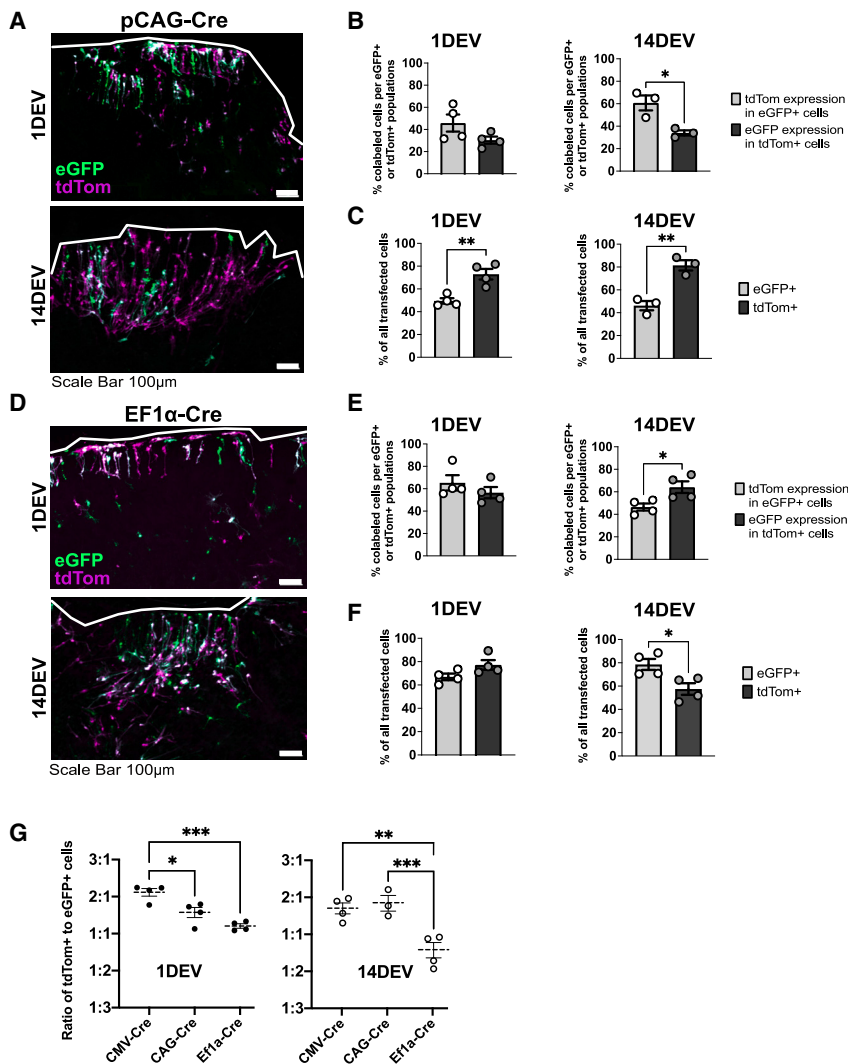 A
pCAG-Cre
1DEV
eGFP
tdTom
14DEV
Scale Bar 100µm
B
1DEV
% colabeled cells per eGFP+
or tdTom+ populations
100
80
60
40
20
0
14DEV
% colabeled cells per eGFP+
or tdTom+ populations
100
80
60
40
20
0
*
tdTom expression
in eGFP+ cells
eGFP expression
in tdTom+ cells
C
1DEV
% of all transfected cells
100
80
60
40
20
0
**
14DEV
% of all transfected cells
100
80
60
40
20
0
**
eGFP+
tdTom+
D
EF1α-Cre
1DEV
eGFP
tdTom
14DEV
Scale Bar 100µm
E
1DEV
% colabeled cells per eGFP+
or tdTom+ populations
100
80
60
40
20
0
14DEV
% colabeled cells per eGFP+
or tdTom+ populations
100
80
60
40
20
0
*
tdTom expression
in eGFP+ cells
eGFP expression
in tdTom+ cells
F
1DEV
% of all transfected cells
100
80
60
40
20
0
14DEV
% of all transfected cells
100
80
60
40
20
0
*
eGFP+
tdTom+
G
Ratio of tdTom+ to eGFP+ cells
3:1
2:1
1:1
1:2
1:3
***
*
1DEV
CMV-Cre
CAG-Cre
Ef1a-Cre
3:1
2:1
1:1
1:2
1:3
**
***
14DEV
CMV-Cre
CAG-Cre
Ef1a-Cre